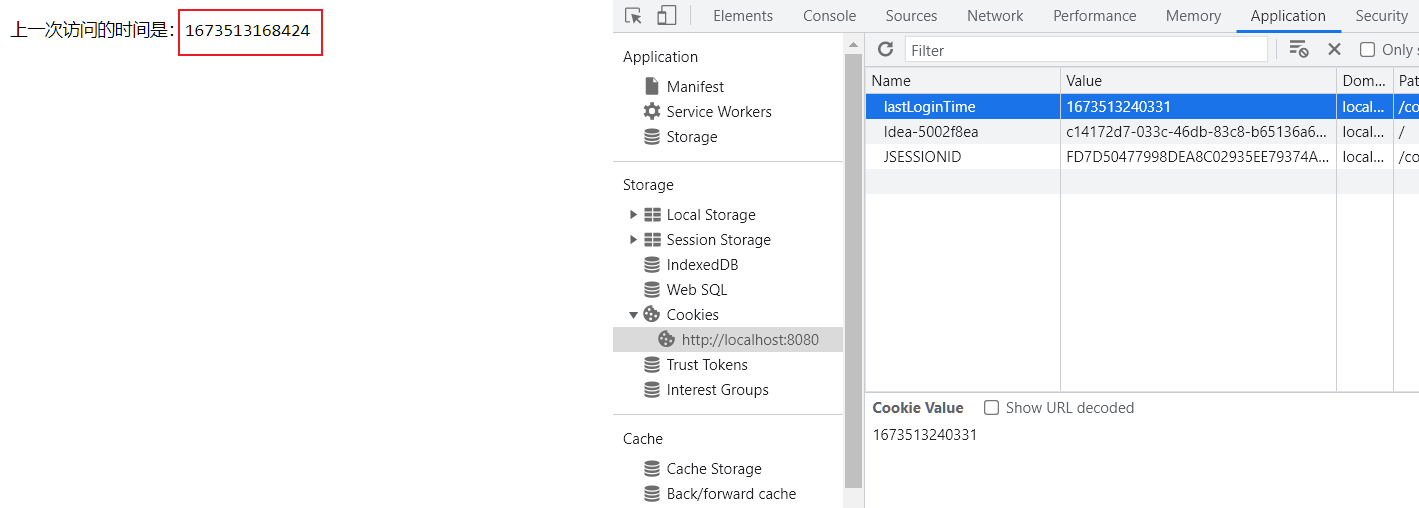 上一次访问的时间是：1673513168424
Elements Console Sources Network Performance Memory Application Security
Application
Manifest
Service Workers
Storage
Storage
Local Storage
Session Storage
IndexedDB
Web SQL
Cookies
http://localhost:8080
Trust Tokens
Interest Groups
Cache
Cache Storage
Back/forward cache
Filter Only s
Name Value Dom... Pat
lastLoginTime 1673513240331 local... /co
Idea-5002f8ea c14172d7-033c-46db-83c8-b65136a6... local... /
JSESSIONID FD7D50477998DEA8C02935EE79374A... local... /co
Cookie Value Show URL decoded
1673513240331